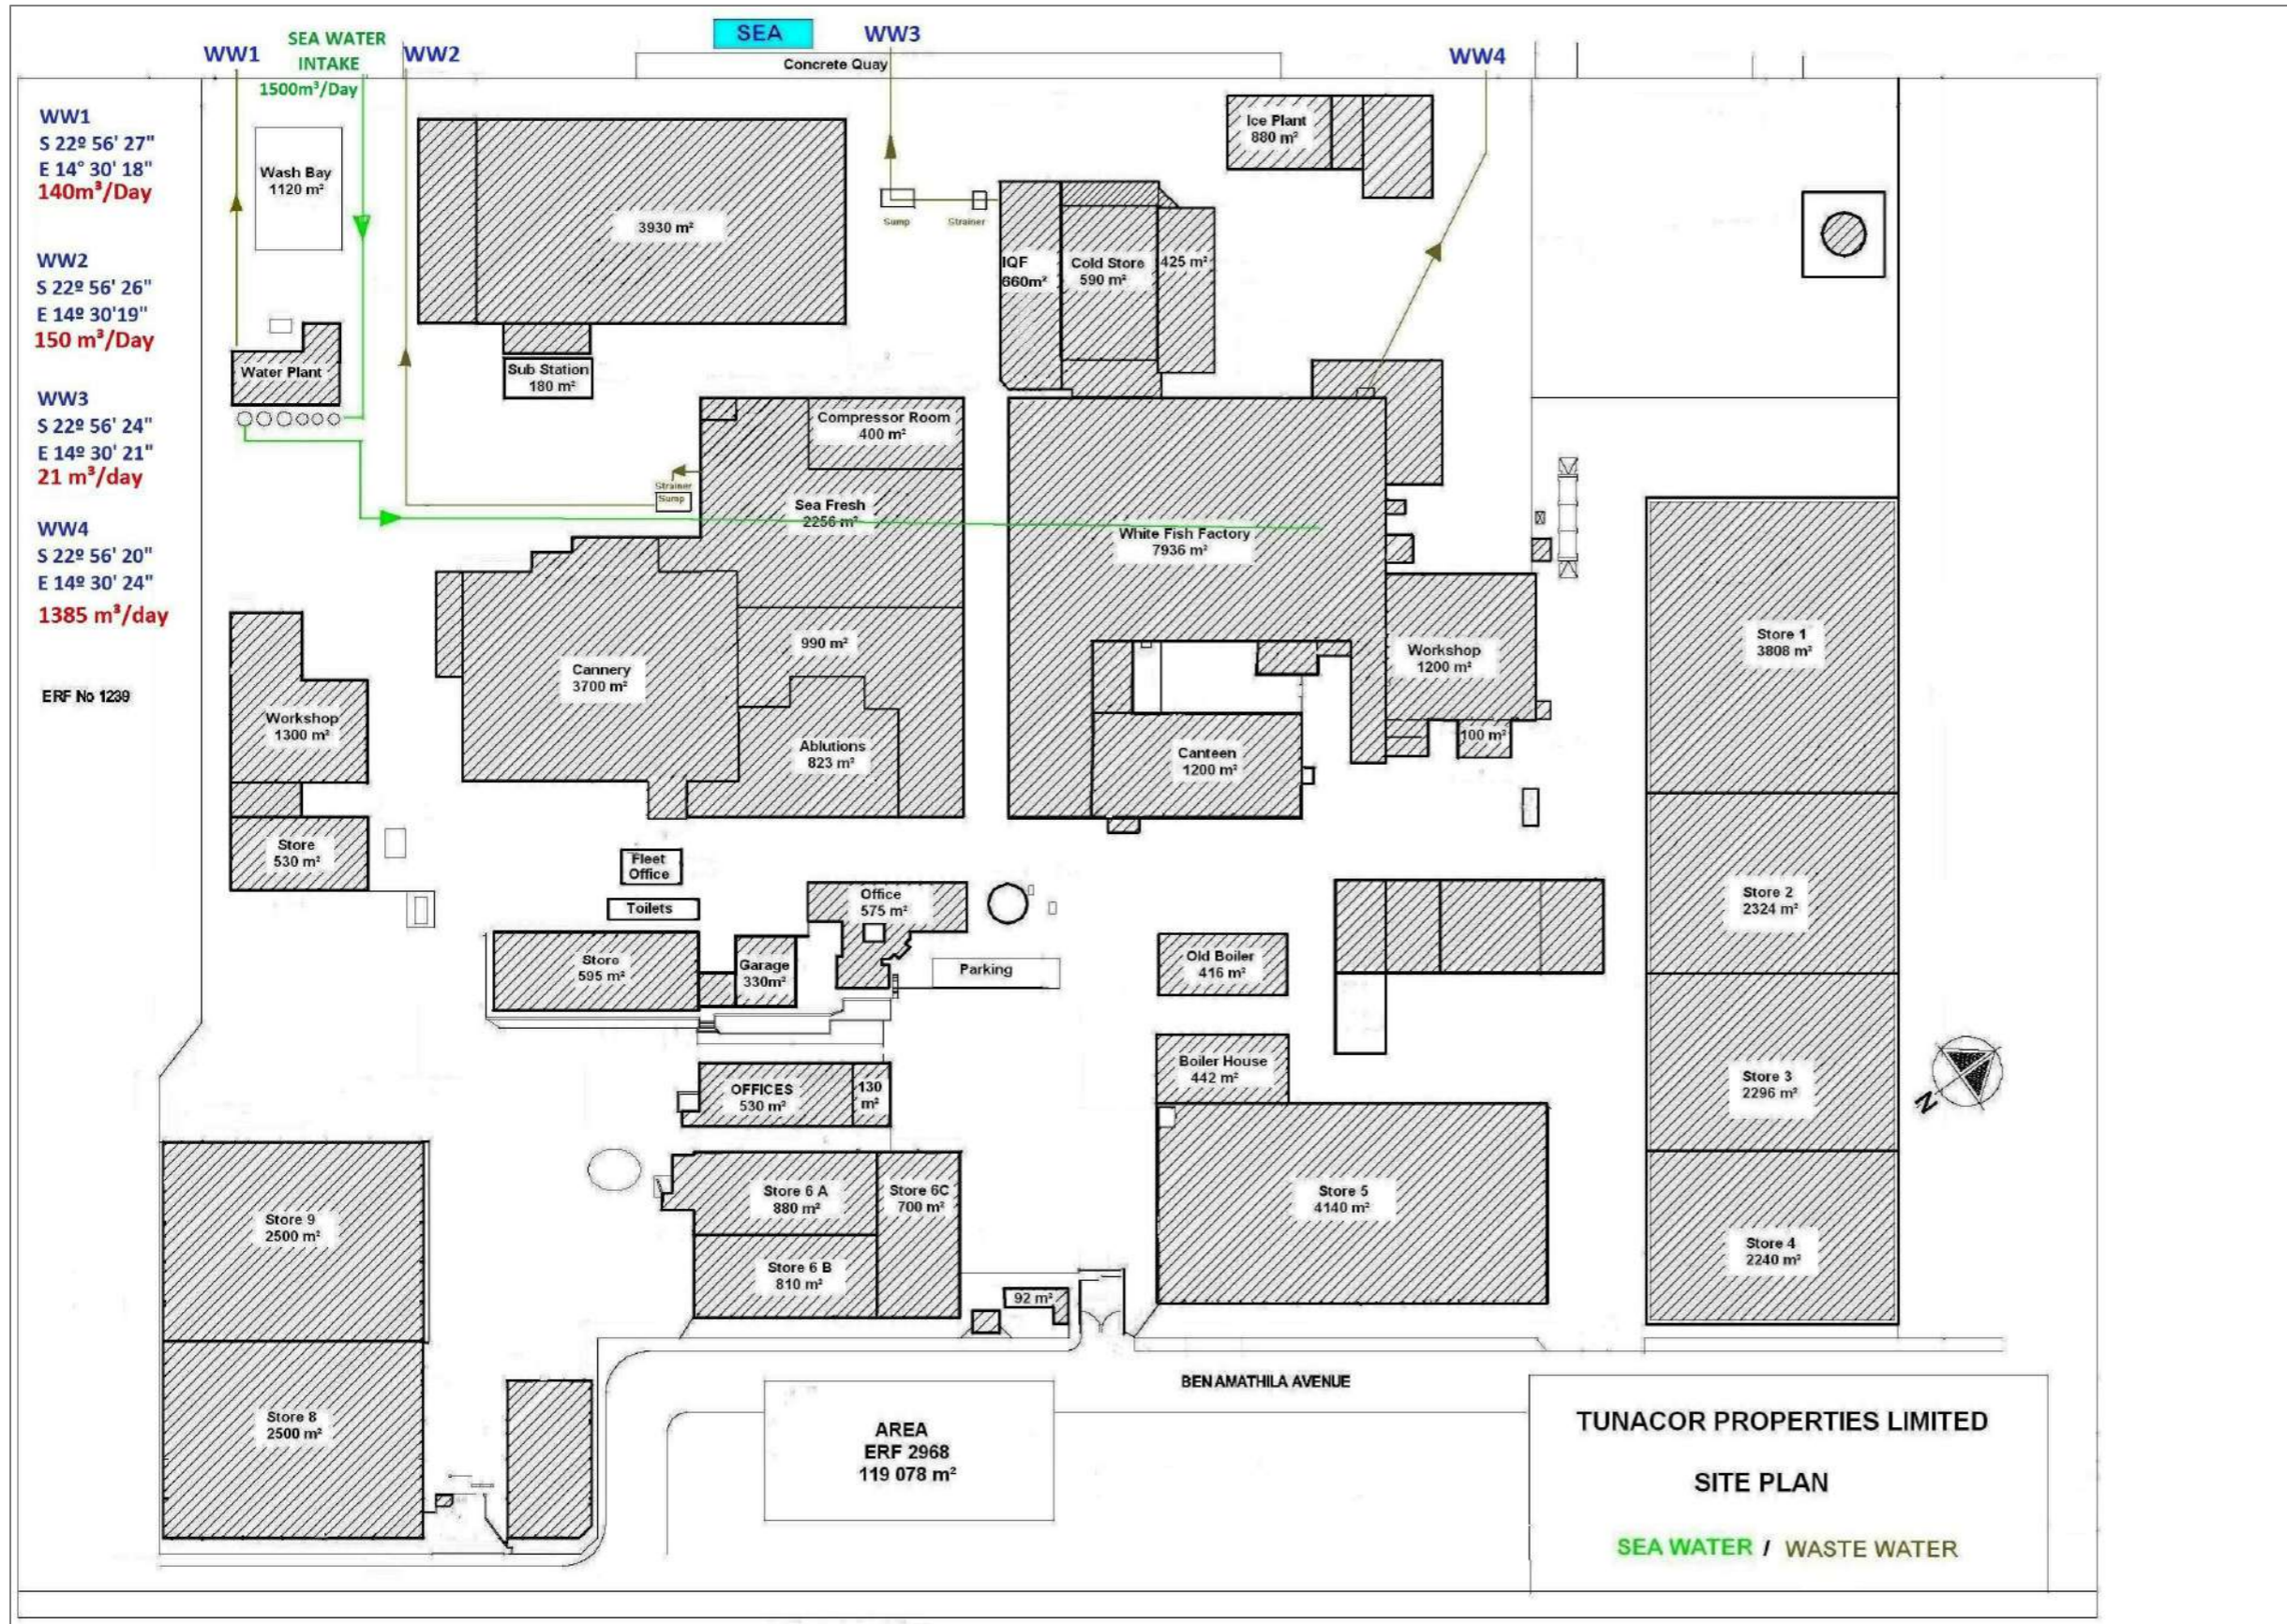 SEA
WW3
SEA WATER
INTAKE
1500m³/Day
WW1
WW2
WW4
Concrete Quay
WW1
S 22º 56' 27"
E 14° 30' 18"
140m³/Day
WW2
S 22º 56' 26"
E 14º 30'19"
150 m³/Day
WW3
S 22º 56' 24"
E 14º 30' 21"
21 m³/day
WW4
S 22º 56' 20"
E 14º 30' 24"
1385 m³/day
ERF No 1239
Wash Bay
1120 m²
3930 m²
Ice Plant
880 m²
Sump
Strainer
IQF
660m²
Cold Store
590 m²
425 m²
Water Plant
Sub Station
180 m²
Compressor Room
400 m²
Strainer
Sump
Sea Fresh
2256 m²
White Fish Factory
7936 m²
990 m²
Cannery
3700 m²
Workshop
1200 m²
Store 1
3808 m²
Workshop
1300 m²
Ablutions
823 m²
Canteen
1200 m²
100 m²
Store
530 m²
Fleet
Office
Toilets
Office
575 m²
Store 2
2324 m²
Store
595 m²
Garage
330m²
Parking
Old Boiler
416 m²
OFFICES
530 m²
130
m²
Boiler House
442 m²
Store 3
2296 m²
N
Store 9
2500 m²
Store 6 A
880 m²
Store 6C
700 m²
Store 5
4140 m²
Store 6 B
810 m²
Store 4
2240 m²
92 m²
Store 8
2500 m²
BEN AMATHILA AVENUE
AREA
ERF 2968
119 078 m²
TUNACOR PROPERTIES LIMITED
SITE PLAN
SEA WATER / WASTE WATER